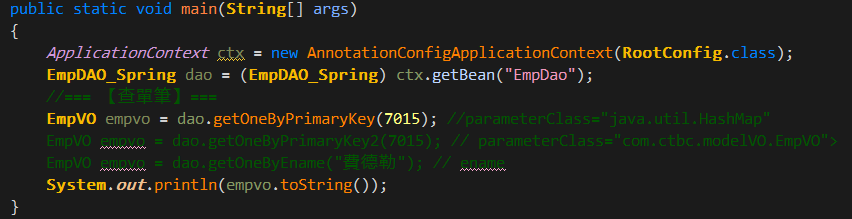 public static void main(String[] args)
{
ApplicationContext ctx = new AnnotationConfigApplicationContext(RootConfig.class);
EmpDAO_Spring dao = (EmpDAO_Spring) ctx.getBean("EmpDao");
//=== 【查單筆】===
EmpVO empvo = dao.getOneByPrimaryKey(7015); //parameterClass="java.util.HashMap"
EmpVO empvo = dao.getOneByPrimaryKey2(7015); // parameterClass="com.ctbc.modelVO.EmpVO">
EmpVO empvo = dao.getOneByEname("費德勒"); // ename
System.out.println(empvo.toString());
}